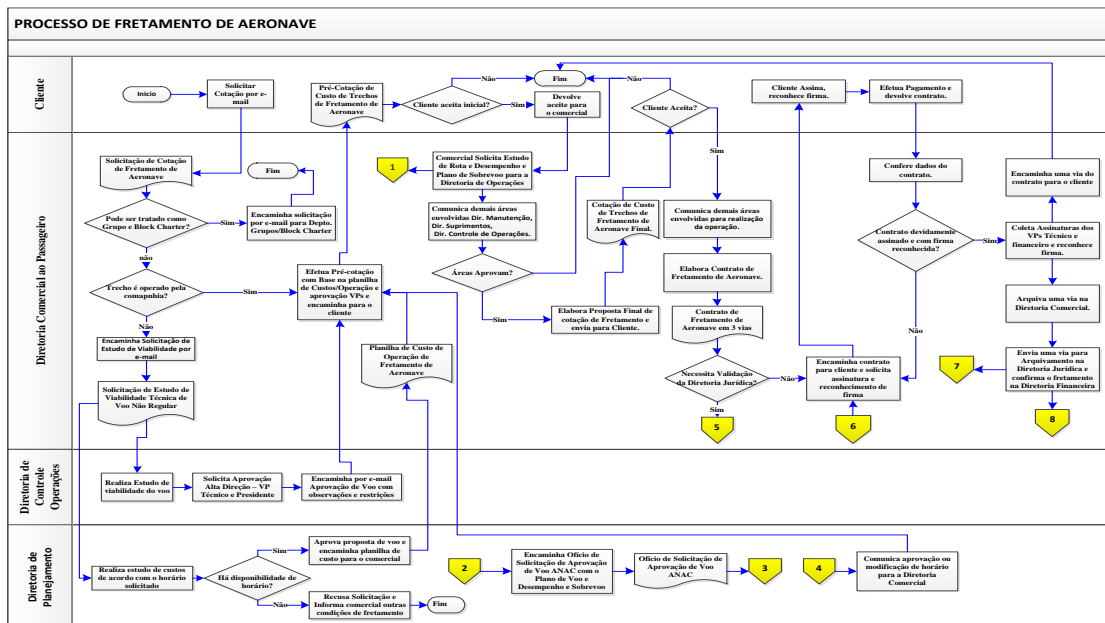 PROCESSO DE FRETAMENTO DE AERONAVE
Cliente
Inicio
Solicitar
Cotação por e-
mail
Pré-Cotação de
Custo de Trechos
de Fretamento de
Aeronave
Cliente aceita inicial?
Não
Sim
Fim
Devolve
aceite para
o comercial
Não
Cliente Aceita?
Sim
Cliente Assina,
reconhece firma.
Efetua Pagamento e
devolve contrato.
Diretoria Comercial ao Passageiro
Solicitação de Cotação
de Fretamento de
Aeronave
Pode ser tratado como
Grupo e Block Charter?
Sim
Encaminha solicitação
por e-mail para Depto.
Grupos/Block Charter
Fim
não
Trecho é operado pela
comapnhia?
Sim
Não
Encaminha Solicitação de
Estudo de Viabilidade por
e-mail
Solicitação de Estudo de
Viabilidade Técnica de
Voo Não Regular
Efetua Pré-cotação
com Base na planilha
de Custos/Operação e
aprovação VPs e
encaminha para o
cliente
Planilha de Custo de
Operação de
Fretamento de
Aeronave
1
Comercial Solicita Estudo
de Rota e Desempenho e
Plano de Sobrevoo para a
Diretoria de Operações
Comunica demais áreas
envolvidas Dir. Manutenção,
Dir. Suprimentos,
Dir. Controle de Operações.
Áreas Aprovam?
Sim
Elabora Proposta Final de
cotação de Fretamento e
envia para Cliente.
Cotação de Custo
de Trechos de
Fretamento de
Aeronave Final.
Comunica demais áreas
envolvidas para realização
da operação.
Elabora Contrato de
Fretamento de Aeronave.
Contrato de
Fretamento de
Aeronave em 3 vias
Necessita Validação
da Diretoria Jurídica?
Não
Sim
5
Encaminha contrato
para cliente e solicita
assinatura e
reconhecimento de
firma
6
Confere dados do
contrato.
Contrato devidamente
assinado e com firma
reconhecida?
Sim
Não
Encaminha uma via do
contrato para o cliente
Coleta Assinaturas dos
VPs Técnico e
financeiro e reconhece
firma.
Arquiva uma via na
Diretoria Comercial.
Envia uma via para
Arquivamento na
Diretoria Jurídica e
confirma o fretamento
na Diretoria Financeira
7
8
Diretoria de
Controle
Operações
Realiza Estudo de
viabilidade do voo
Solicita Aprovação
Alta Direção – VP
Técnico e Presidente
Encaminha por e-mail
Aprovação de Voo com
observações e restrições
Diretoria de
Planejamento
Realiza estudo de custos
de acordo com o horário
solicitado
Há disponibilidade de
horário?
Sim
Não
Aprova proposta de voo e
encaminha planilha de
custo para o comercial
Recusa Solicitação e
Informa comercial outras
condições de fretamento
Fim
2
Encaminha Ofício de
Solicitação de Aprovação
de Voo ANAC com o
Plano de Voo e
Desempenho e Sobrevoo
Ofício de Solicitação de
Aprovação de Voo
ANAC
3
4
Comunica aprovação ou
modificação de horário
para a Diretoria
Comercial